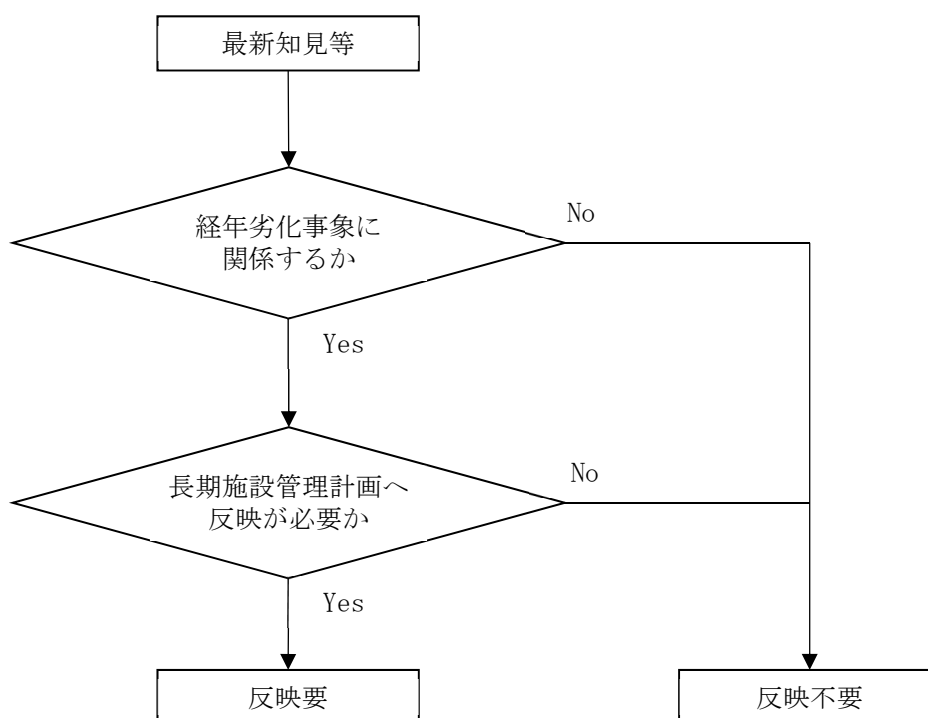 最新知見等
経年劣化事象に
関係するか
No
Yes
長期施設管理計画へ
反映が必要か
No
Yes
反映要
反映不要